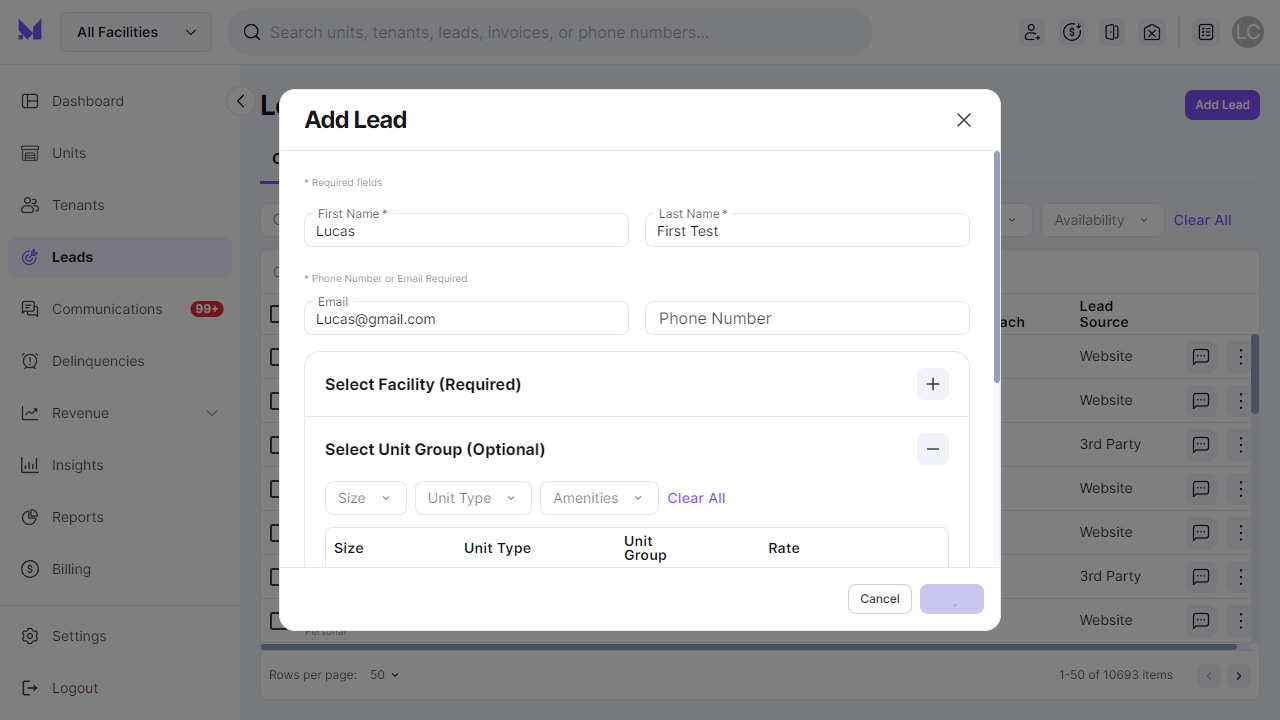 All Facilities
Search units, tenants, leads, invoices, or phone numbers...
LC
Dashboard
Units
Tenants
Leads
Communications 99+
Delinquencies
Revenue
Insights
Reports
Billing
Settings
Logout
Add Lead
Availability
Clear All
Lead
Source
Website
Website
3rd Party
Website
Website
3rd Party
Website
Personal
Rows per page: 50
1-50 of 10693 items
Add Lead
* Required fields
First Name *
Lucas
Last Name *
First Test
* Phone Number or Email Required
Email
Lucas@gmail.com
Phone Number
Select Facility (Required)
Select Unit Group (Optional)
Size
Unit Type
Amenities
Clear All
Size
Unit Type
Unit
Group
Rate
Cancel